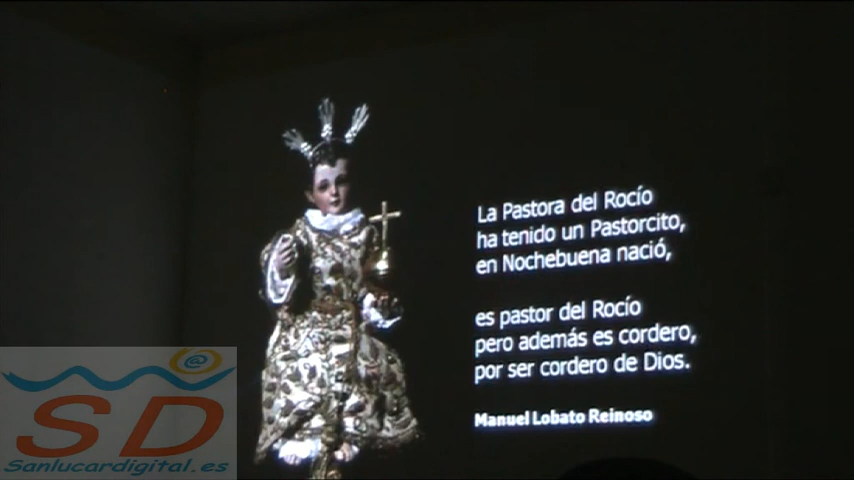 La Pastora del Rocío
ha tenido un Pastorcito,
en Nochebuena nació,
es pastor del Rocío
pero además es cordero,
por ser cordero de Dios.
Manuel Lobato Reinoso
@
SD
Sanlucardigital.es